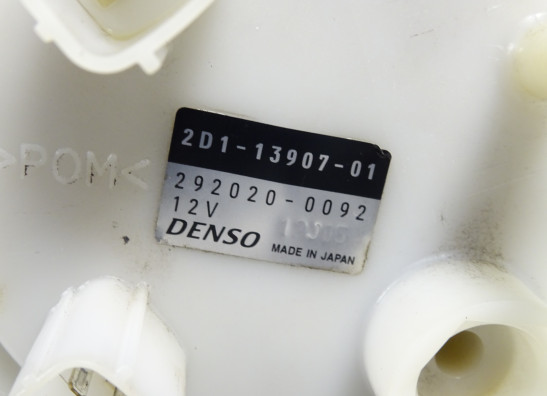 2D1-13907-01
>POM<
292020-0092
12V
DENSO MADE IN JAPAN